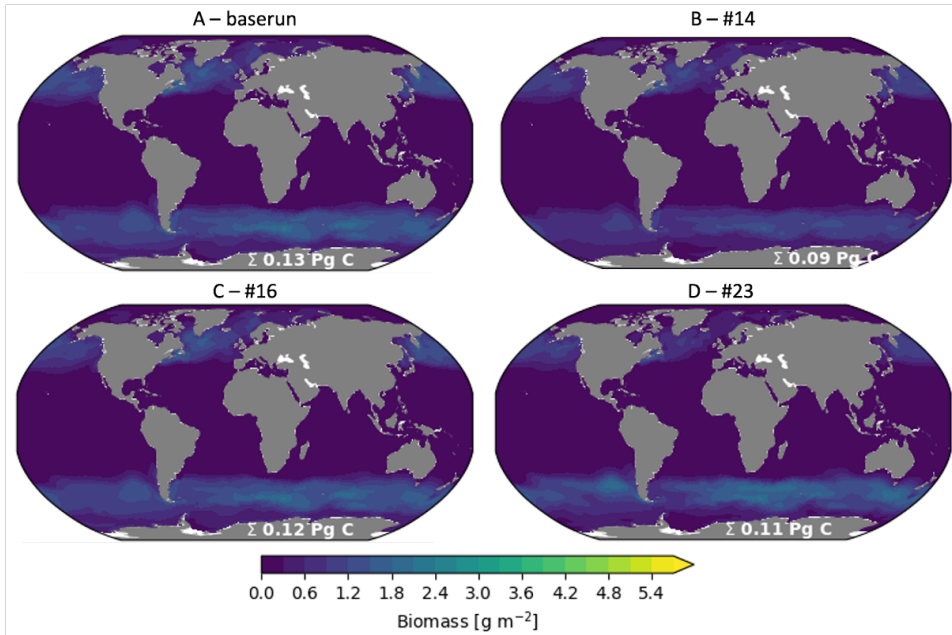 A – baserun
B – #14
Σ 0.13 Pg C
Σ 0.09 Pg C
C – #16
D – #23
Σ 0.12 Pg C
Σ 0.11 Pg C
0.0 0.6 1.2 1.8 2.4 3.0 3.6 4.2 4.8 5.4
Biomass [g m⁻²]